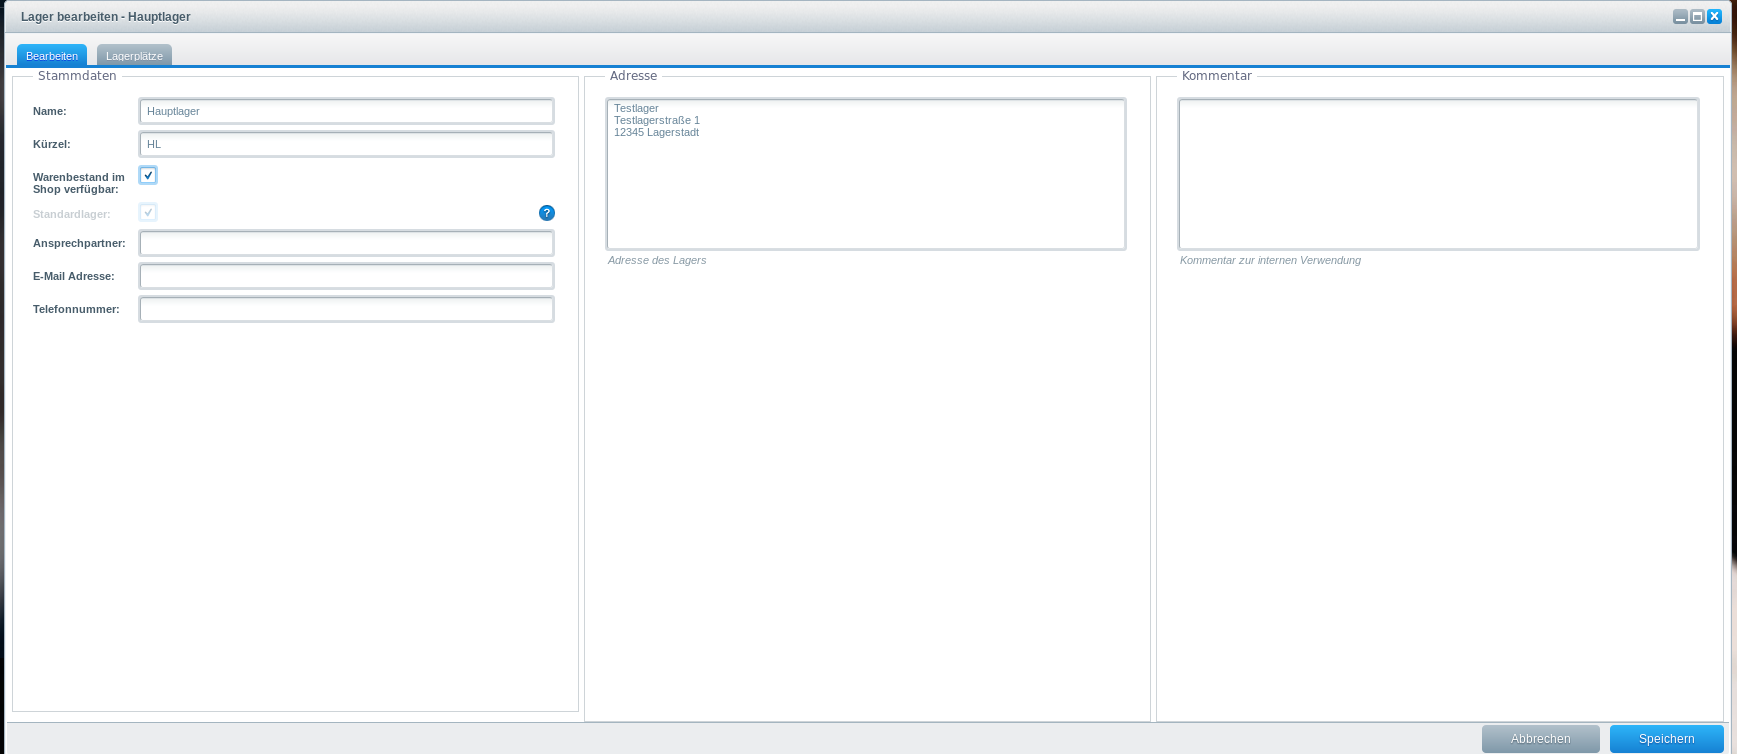 Lager bearbeiten - Hauptlager
Bearbeiten
Lagerplätze
Stammdaten
Name:
Hauptlager
Kürzel:
HL
Warenbestand im
Shop verfügbar:
Standardlager:
?
Ansprechpartner:
E-Mail Adresse:
Telefonnummer:
Adresse
Testlager
Testlagerstraße 1
12345 Lagerstadt
Adresse des Lagers
Kommentar
Kommentar zur internen Verwendung
Abbrechen
Speichern